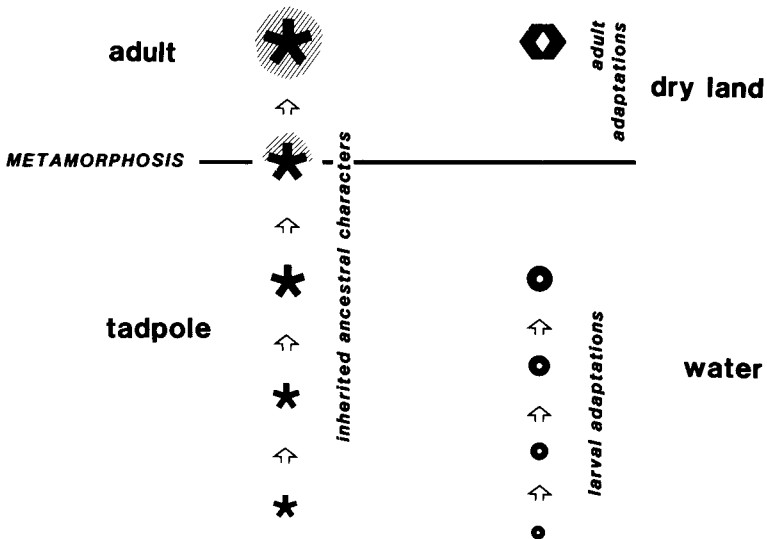 adult
adult
adaptations
dry land
METAMORPHOSIS
inherited ancestral characters
tadpole
larval adaptations
water